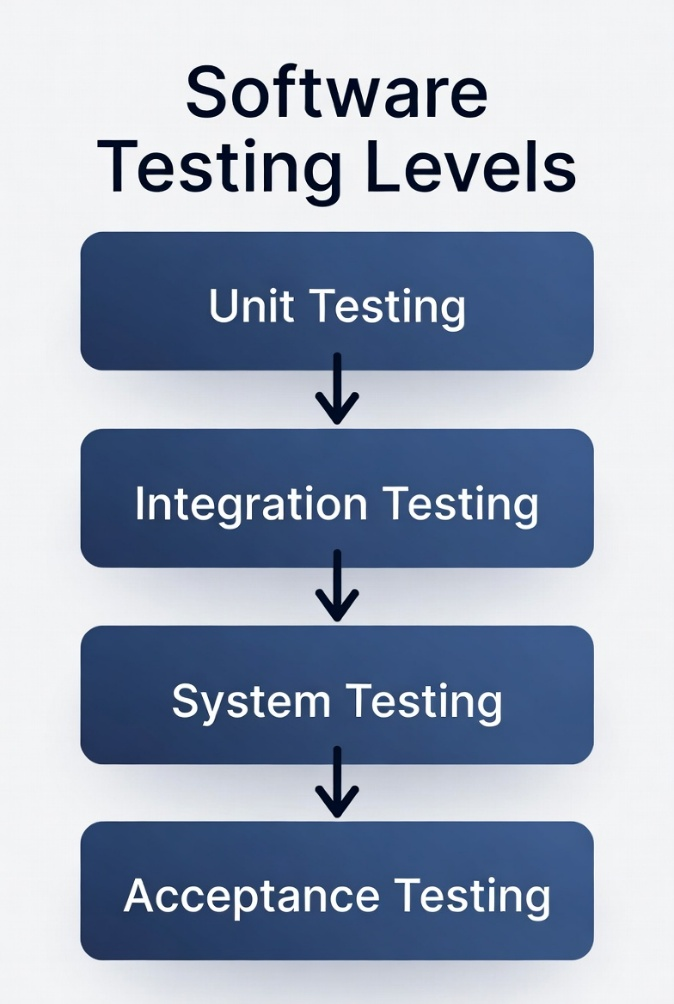 Software
Testing Levels
Unit Testing
Integration Testing
System Testing
Acceptance Testing